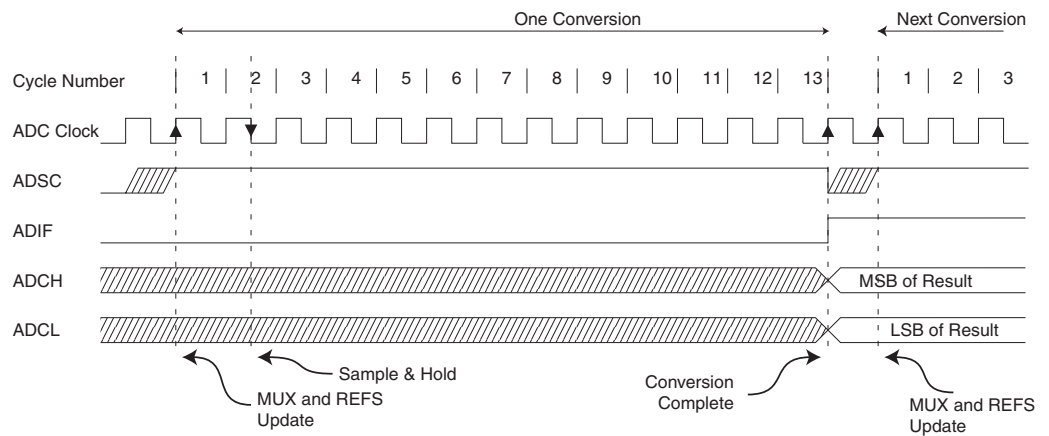 One Conversion
Next Conversion
Cycle Number 1 2 3 4 5 6 7 8 9 10 11 12 13 1 2 3
ADC Clock
ADSC
ADIF
ADCH
MSB of Result
ADCL
LSB of Result
Sample & Hold
MUX and REFS
Update
Conversion
Complete
MUX and REFS
Update